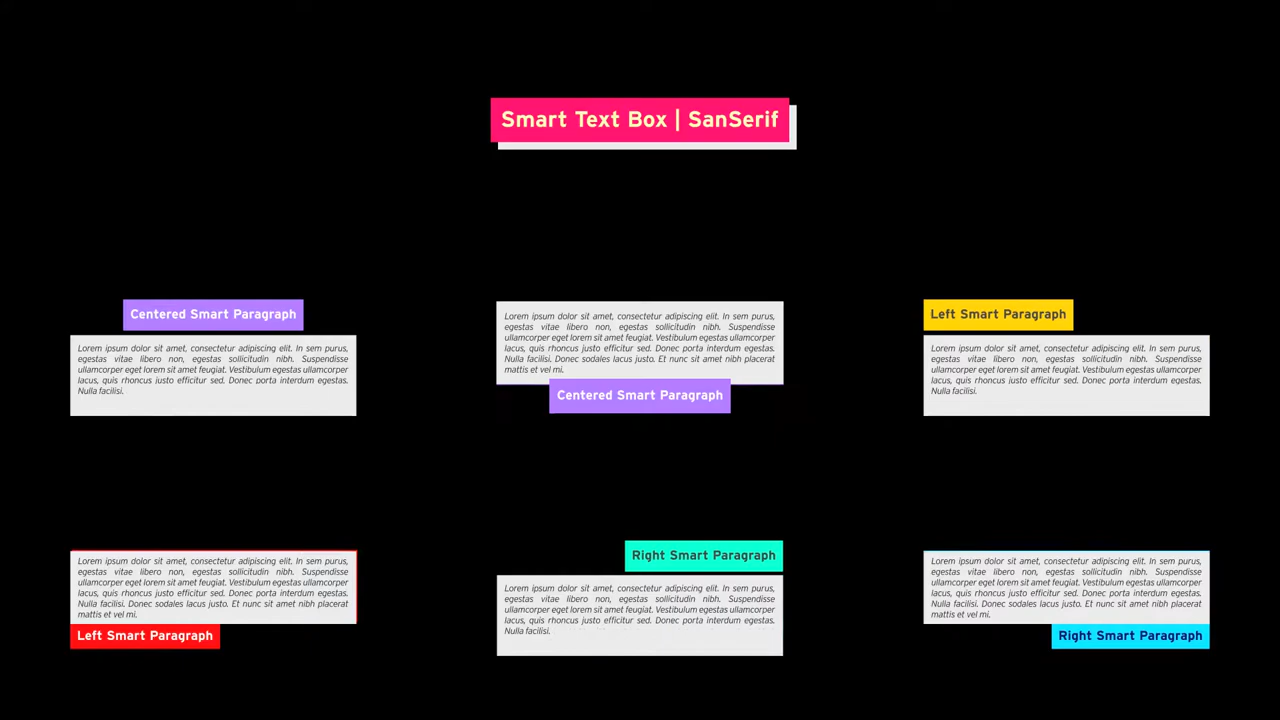 Smart Text Box | SanSerif
Centered Smart Paragraph
Lorem ipsum dolor sit amet, consectetur adipiscing elit. In sem purus,
egestas vitae libero non, egestas sollicitudin nibh. Suspendisse
ullamcorper eget lorem sit amet feugiat. Vestibulum egestas ullamcorper
lacus, quis rhoncus justo efficitur sed. Donec porta interdum egestas.
Nulla facilisi.
Lorem ipsum dolor sit amet, consectetur adipiscing elit. In sem purus,
egestas vitae libero non, egestas sollicitudin nibh. Suspendisse
ullamcorper eget lorem sit amet feugiat. Vestibulum egestas ullamcorper
lacus, quis rhoncus justo efficitur sed. Donec porta interdum egestas.
Nulla facilisi. Donec sodales lacus justo. Et nunc sit amet nibh placerat
mattis et vel mi.
Centered Smart Paragraph
Left Smart Paragraph
Lorem ipsum dolor sit amet, consectetur adipiscing elit. In sem purus,
egestas vitae libero non, egestas sollicitudin nibh. Suspendisse
ullamcorper eget lorem sit amet feugiat. Vestibulum egestas ullamcorper
lacus, quis rhoncus justo efficitur sed. Donec porta interdum egestas.
Nulla facilisi.
Lorem ipsum dolor sit amet, consectetur adipiscing elit. In sem purus,
egestas vitae libero non, egestas sollicitudin nibh. Suspendisse
ullamcorper eget lorem sit amet feugiat. Vestibulum egestas ullamcorper
lacus, quis rhoncus justo efficitur sed. Donec porta interdum egestas.
Nulla facilisi. Donec sodales lacus justo. Et nunc sit amet nibh placerat
mattis et vel mi.
Left Smart Paragraph
Right Smart Paragraph
Lorem ipsum dolor sit amet, consectetur adipiscing elit. In sem purus,
egestas vitae libero non, egestas sollicitudin nibh. Suspendisse
ullamcorper eget lorem sit amet feugiat. Vestibulum egestas ullamcorper
lacus, quis rhoncus justo efficitur sed. Donec porta interdum egestas.
Nulla facilisi.
Lorem ipsum dolor sit amet, consectetur adipiscing elit. In sem purus,
egestas vitae libero non, egestas sollicitudin nibh. Suspendisse
ullamcorper eget lorem sit amet feugiat. Vestibulum egestas ullamcorper
lacus, quis rhoncus justo efficitur sed. Donec porta interdum egestas.
Nulla facilisi. Donec sodales lacus justo. Et nunc sit amet nibh placerat
mattis et vel mi.
Right Smart Paragraph